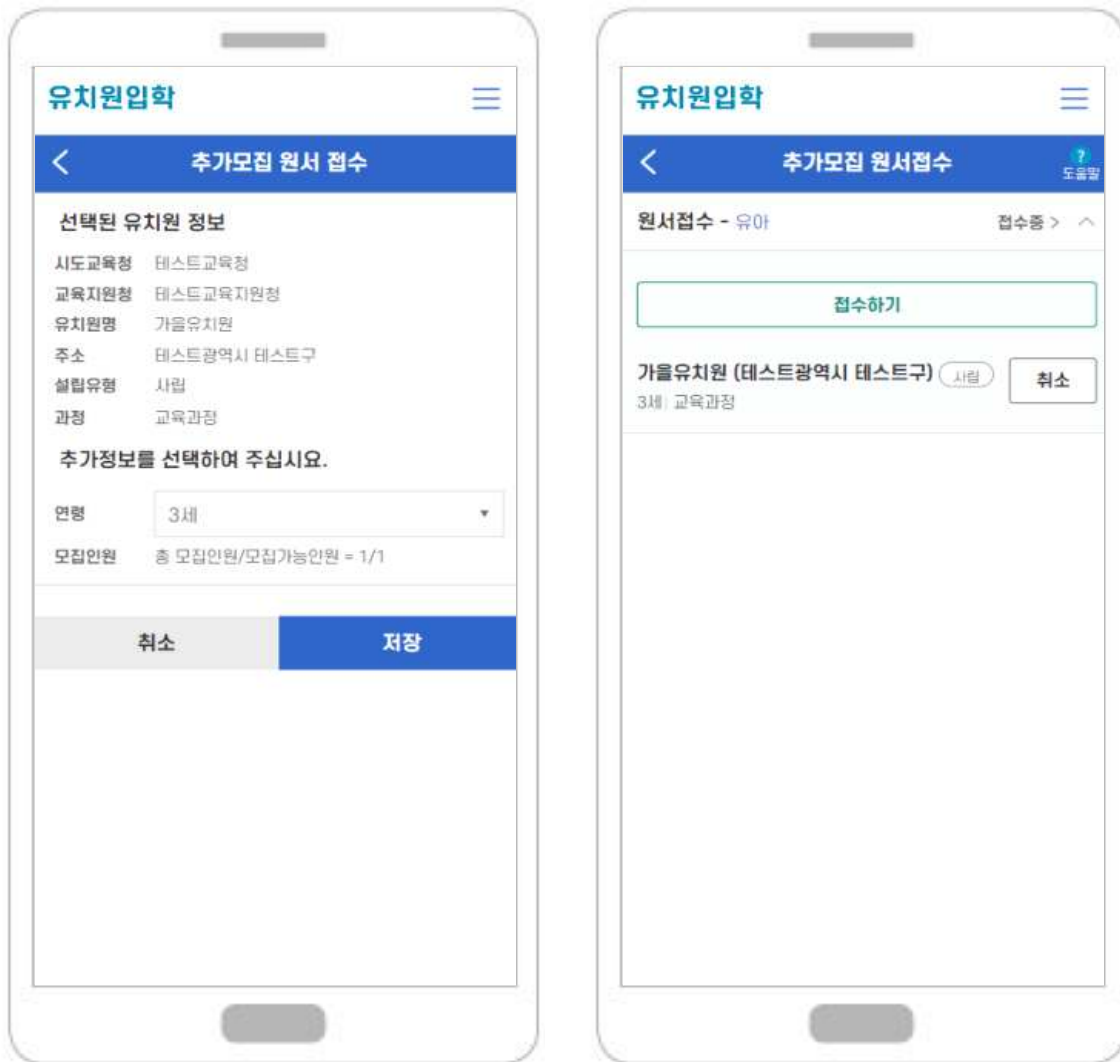 유치원입학
추가모집 원서 접수
선택된 유치원 정보
시도교육청 테스트교육청
교육지원청 테스트교육지원청
유치원명 가을유치원
주소 테스트광역시 테스트구
설립유형 사립
과정 교육과정
추가정보를 선택하여 주십시요.
연령 3세
모집인원 총 모집인원/모집가능인원 = 1/1
취소 저장
유치원입학
추가모집 원서접수
?
도움말
원서접수 - 유아 접수중 >
접수하기
가을유치원 (테스트광역시 테스트구) 사립 취소
3세| 교육과정